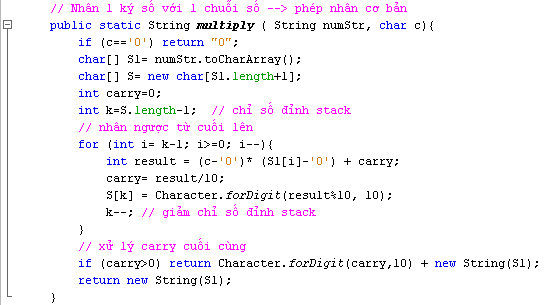 // Nhân 1 ký số với 1 chuỗi số --> phép nhân cơ bản
public static String multiply ( String numStr, char c){
if (c=='0') return "0";
char[] S1= numStr.toCharArray();
char[] S= new char[S1.length+1];
int carry=0;
int k=S.length-1;  // chỉ số đỉnh stack
// nhân ngược từ cuối lên
for (int i= k-1; i>=0; i--){
int result = (c-'0')* (S1[i]-'0') + carry;
carry= result/10;
S[k] = Character.forDigit(result%10, 10);
k--; // giảm chỉ số đỉnh stack
}
// xử lý carry cuối cùng
if (carry>0) return Character.forDigit(carry,10) + new String(S1);
return new String(S1);
}